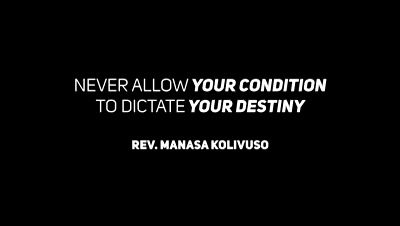 NEVER ALLOW YOUR CONDITION
TO DICTATE YOUR DESTINY
REV. MANASA KOLIVUSO